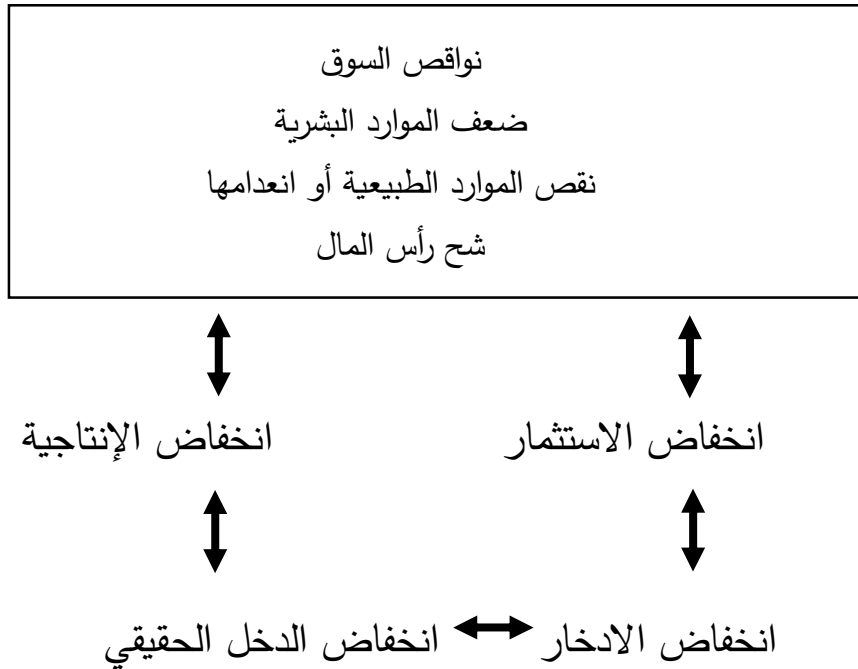 نواقص السوق
ضعف الموارد البشرية
نقص الموارد الطبيعية أو انعدامها
شح رأس المال
انخفاض الاستثمار
انخفاض الإنتاجية
انخفاض الادخار
انخفاض الدخل الحقيقي